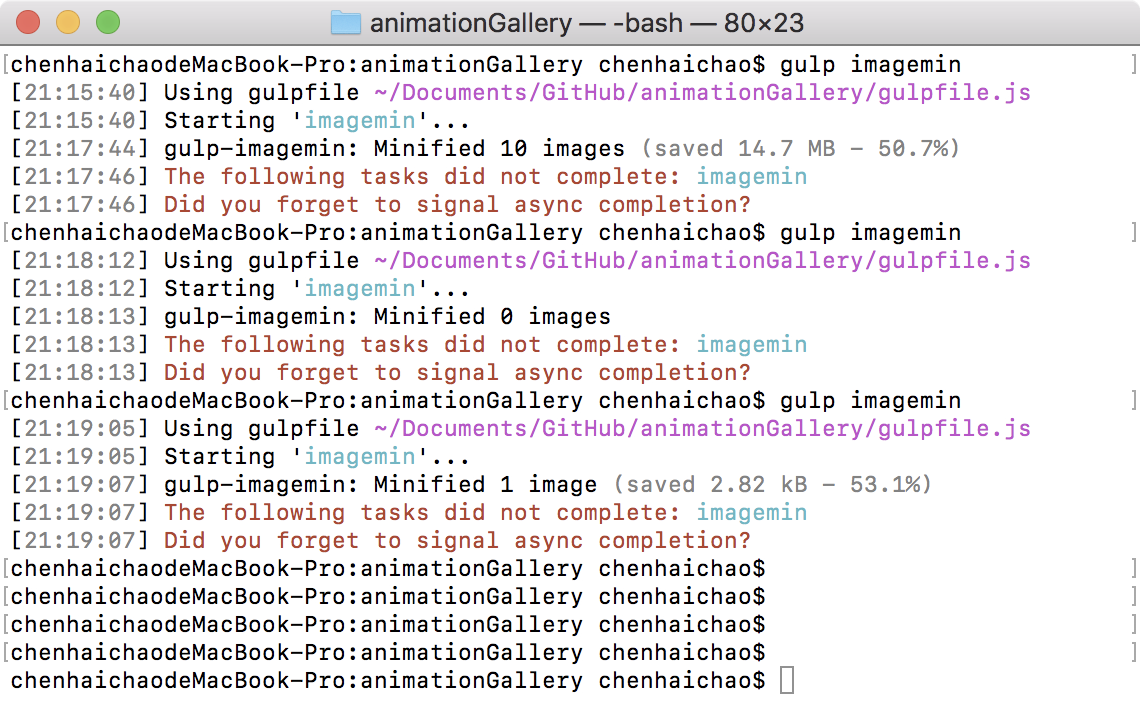 animationGallery — -bash — 80×23
[chenhaichaodeMacBook-Pro:animationGallery chenhaichao$ gulp imagemin ]
[21:15:40] Using gulpfile ~/Documents/GitHub/animationGallery/gulpfile.js
[21:15:40] Starting 'imagemin'...
[21:17:44] gulp-imagemin: Minified 10 images (saved 14.7 MB - 50.7%)
[21:17:46] The following tasks did not complete: imagemin
[21:17:46] Did you forget to signal async completion?
[chenhaichaodeMacBook-Pro:animationGallery chenhaichao$ gulp imagemin ]
[21:18:12] Using gulpfile ~/Documents/GitHub/animationGallery/gulpfile.js
[21:18:12] Starting 'imagemin'...
[21:18:13] gulp-imagemin: Minified 0 images
[21:18:13] The following tasks did not complete: imagemin
[21:18:13] Did you forget to signal async completion?
[chenhaichaodeMacBook-Pro:animationGallery chenhaichao$ gulp imagemin ]
[21:19:05] Using gulpfile ~/Documents/GitHub/animationGallery/gulpfile.js
[21:19:05] Starting 'imagemin'...
[21:19:07] gulp-imagemin: Minified 1 image (saved 2.82 kB - 53.1%)
[21:19:07] The following tasks did not complete: imagemin
[21:19:07] Did you forget to signal async completion?
[chenhaichaodeMacBook-Pro:animationGallery chenhaichao$ ]
[chenhaichaodeMacBook-Pro:animationGallery chenhaichao$ ]
[chenhaichaodeMacBook-Pro:animationGallery chenhaichao$ ]
[chenhaichaodeMacBook-Pro:animationGallery chenhaichao$ ]
chenhaichaodeMacBook-Pro:animationGallery chenhaichao$